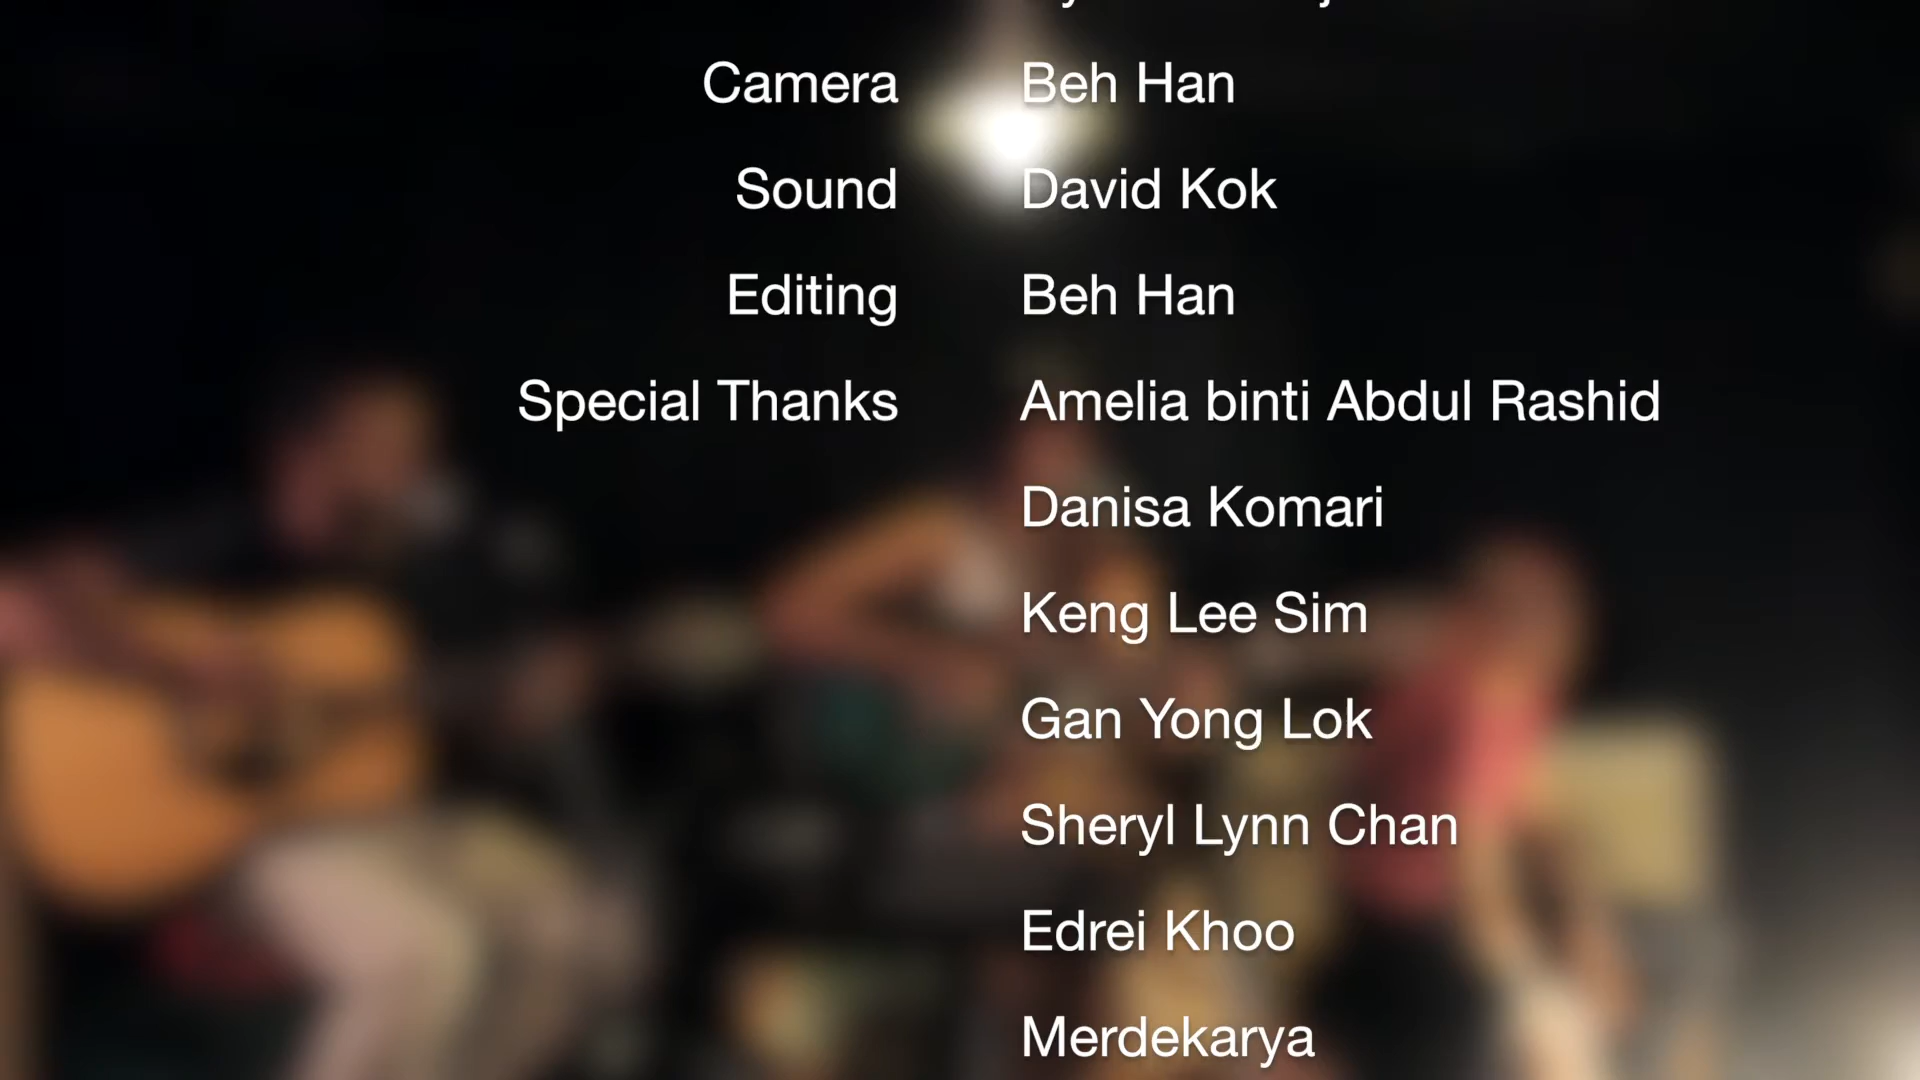 Camera Beh Han
Sound David Kok
Editing Beh Han
Special Thanks Amelia binti Abdul Rashid
Danisa Komari
Keng Lee Sim
Gan Yong Lok
Sheryl Lynn Chan
Edrei Khoo
Merdekarya